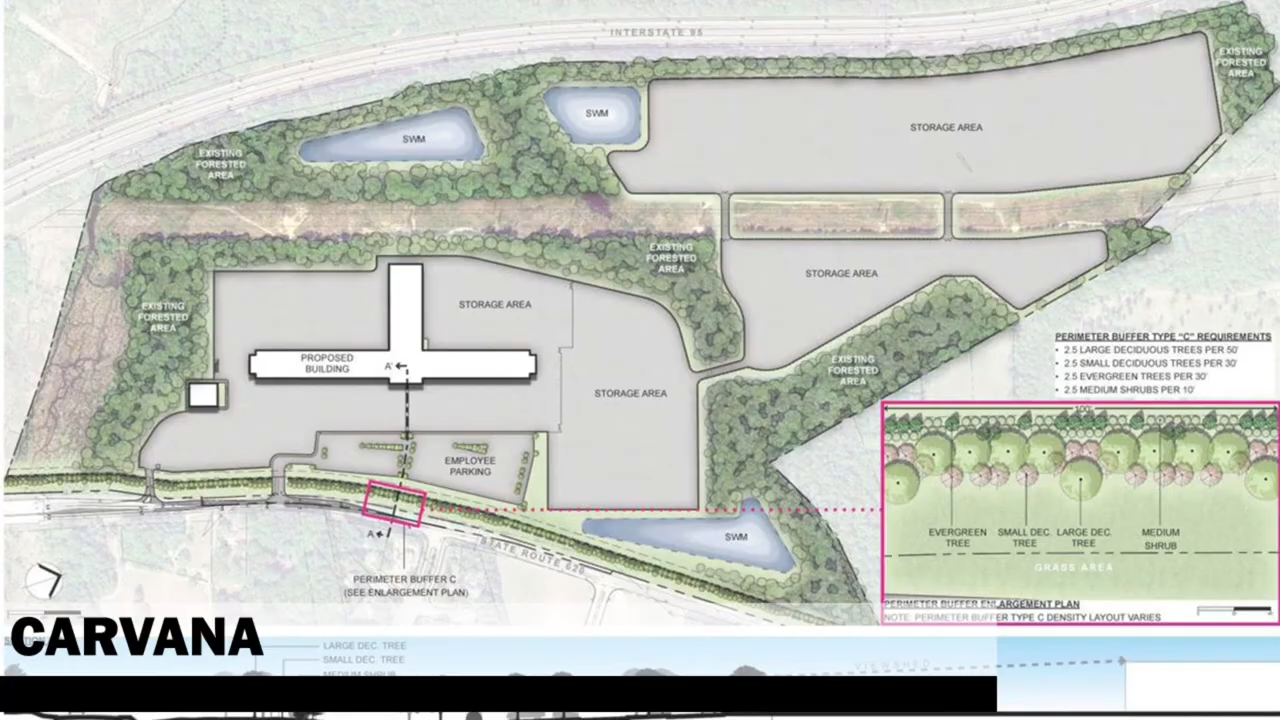 INTERSTATE 95
EXISTING
FORESTED
AREA
SWM
STORAGE AREA
SWM
EXISTING
FORESTED
AREA
EXISTING
FORESTED
AREA
STORAGE AREA
EXISTING
FORESTED
AREA
STORAGE AREA
PROPOSED
BUILDING
A'
STORAGE AREA
EXISTING
FORESTED
AREA
PERIMETER BUFFER TYPE "C" REQUIREMENTS
• 2.5 LARGE DECIDUOUS TREES PER 50'
• 2.5 SMALL DECIDUOUS TREES PER 30'
• 2.5 EVERGREEN TREES PER 30'
• 2.5 MEDIUM SHRUBS PER 10'
100'
EMPLOYEE
PARKING
A
SWM
STATE ROUTE 620
EVERGREEN
TREE
SMALL DEC.
TREE
LARGE DEC.
TREE
MEDIUM
SHRUB
GRASS AREA
PERIMETER BUFFER C
(SEE ENLARGEMENT PLAN)
PERIMETER BUFFER ENLARGEMENT PLAN
NOTE: PERIMETER BUFFER TYPE C DENSITY LAYOUT VARIES
CARVANA
LARGE DEC. TREE
SMALL DEC. TREE
MEDIUM SHRUB
VIEWSHED